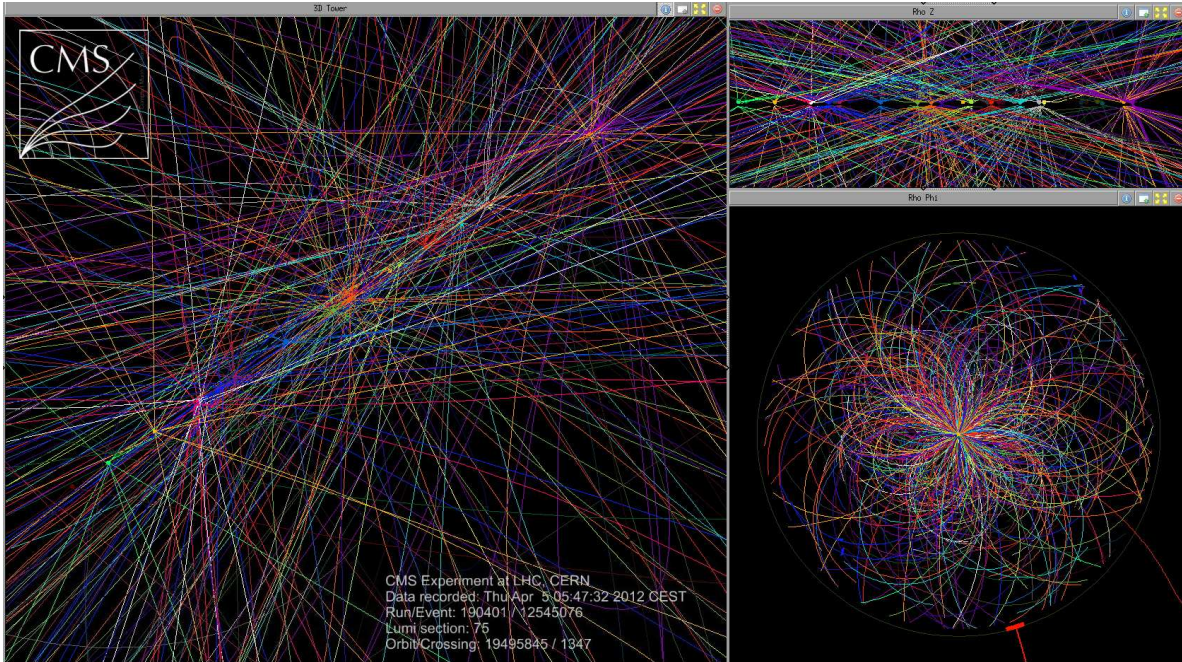 3D Tower
CMS
CMS Experiment at LHC, CERN
Data recorded: Thu Apr 5 05:47:32 2012 CEST
Run/Event: 190401 / 12545076
Lumi section: 75
Orbit/Crossing: 19495845 / 1347
Rho Z
Rho Phi